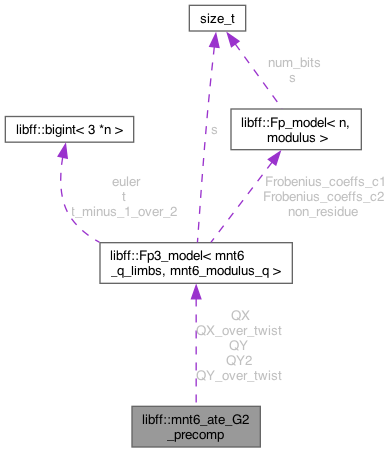 size_t
num_bits
s
libff::bigint< 3 *n >
s
libff::Fp_model< n,
modulus >
euler
t
t_minus_1_over_2
Frobenius_coeffs_c1
Frobenius_coeffs_c2
non_residue
libff::Fp3_model< mnt6
_q_limbs, mnt6_modulus_q >
QX
QX_over_twist
QY
QY2
QY_over_twist
libff::mnt6_ate_G2
_precomp